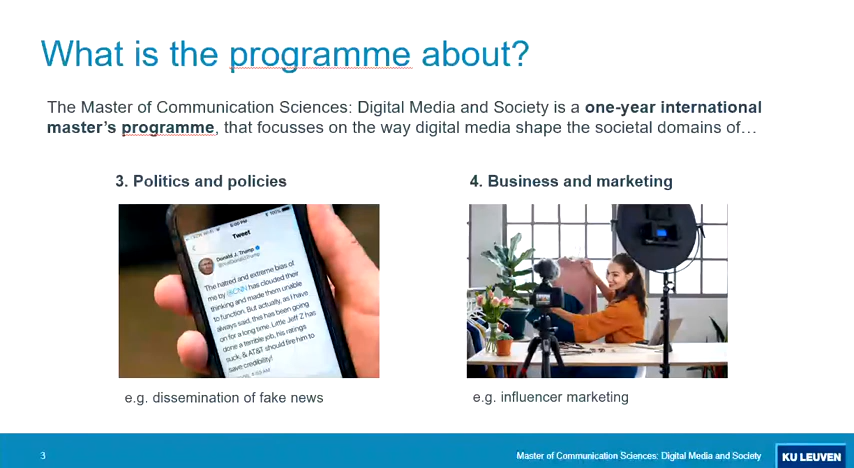 What is the programme about?
The Master of Communication Sciences: Digital Media and Society is a one-year international
master's programme, that focusses on the way digital media shape the societal domains of…
3. Politics and policies
4. Business and marketing
100%
Tweet
Donald J. Trump
@realDonaldTrump
The hatred and extreme bias of
me by @CNN has clouded their
thinking and made them unable
to function. But actually, as I have
always said, this has been going
on for a long time. Little Jeff Z has
done a terrible job, his ratings
suck, & AT&T should fire him to
save credibility!
e.g. dissemination of fake news
e.g. influencer marketing
3
Master of Communication Sciences: Digital Media and Society
KU LEUVEN